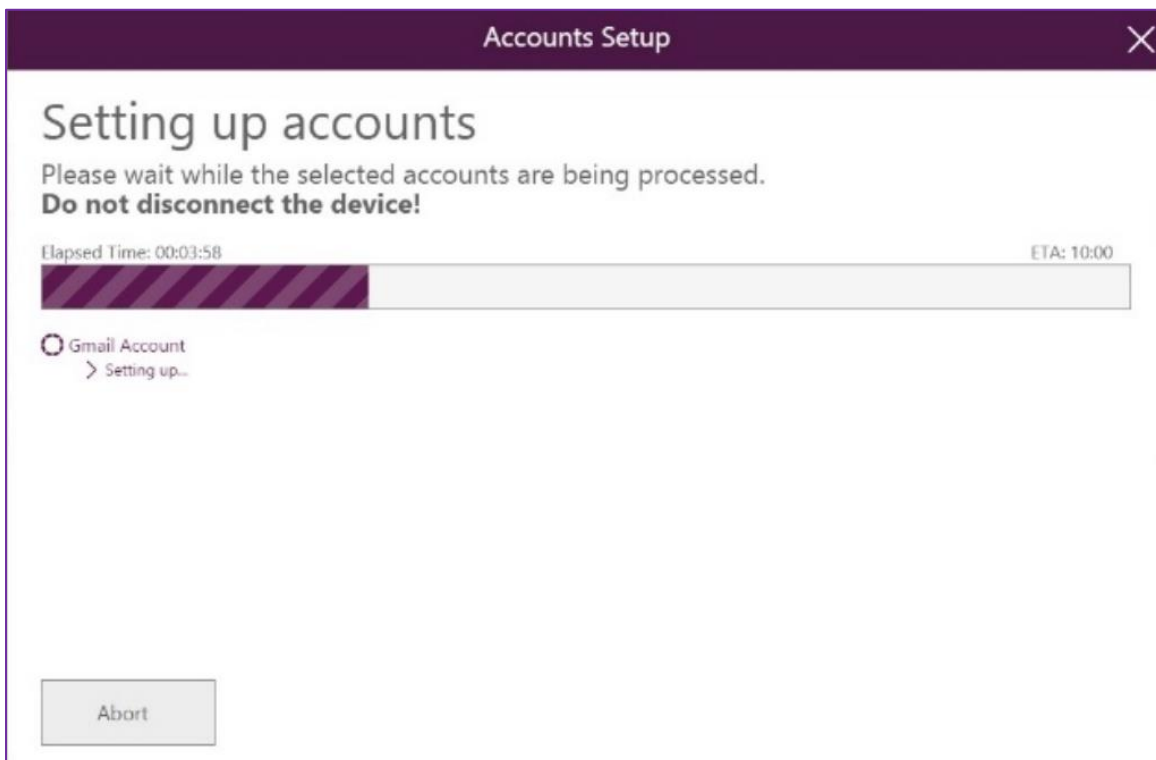 Accounts Setup
Setting up accounts
Please wait while the selected accounts are being processed.
Do not disconnect the device!
Elapsed Time: 00:03:58
ETA: 10:00
Gmail Account
Setting up...
Abort